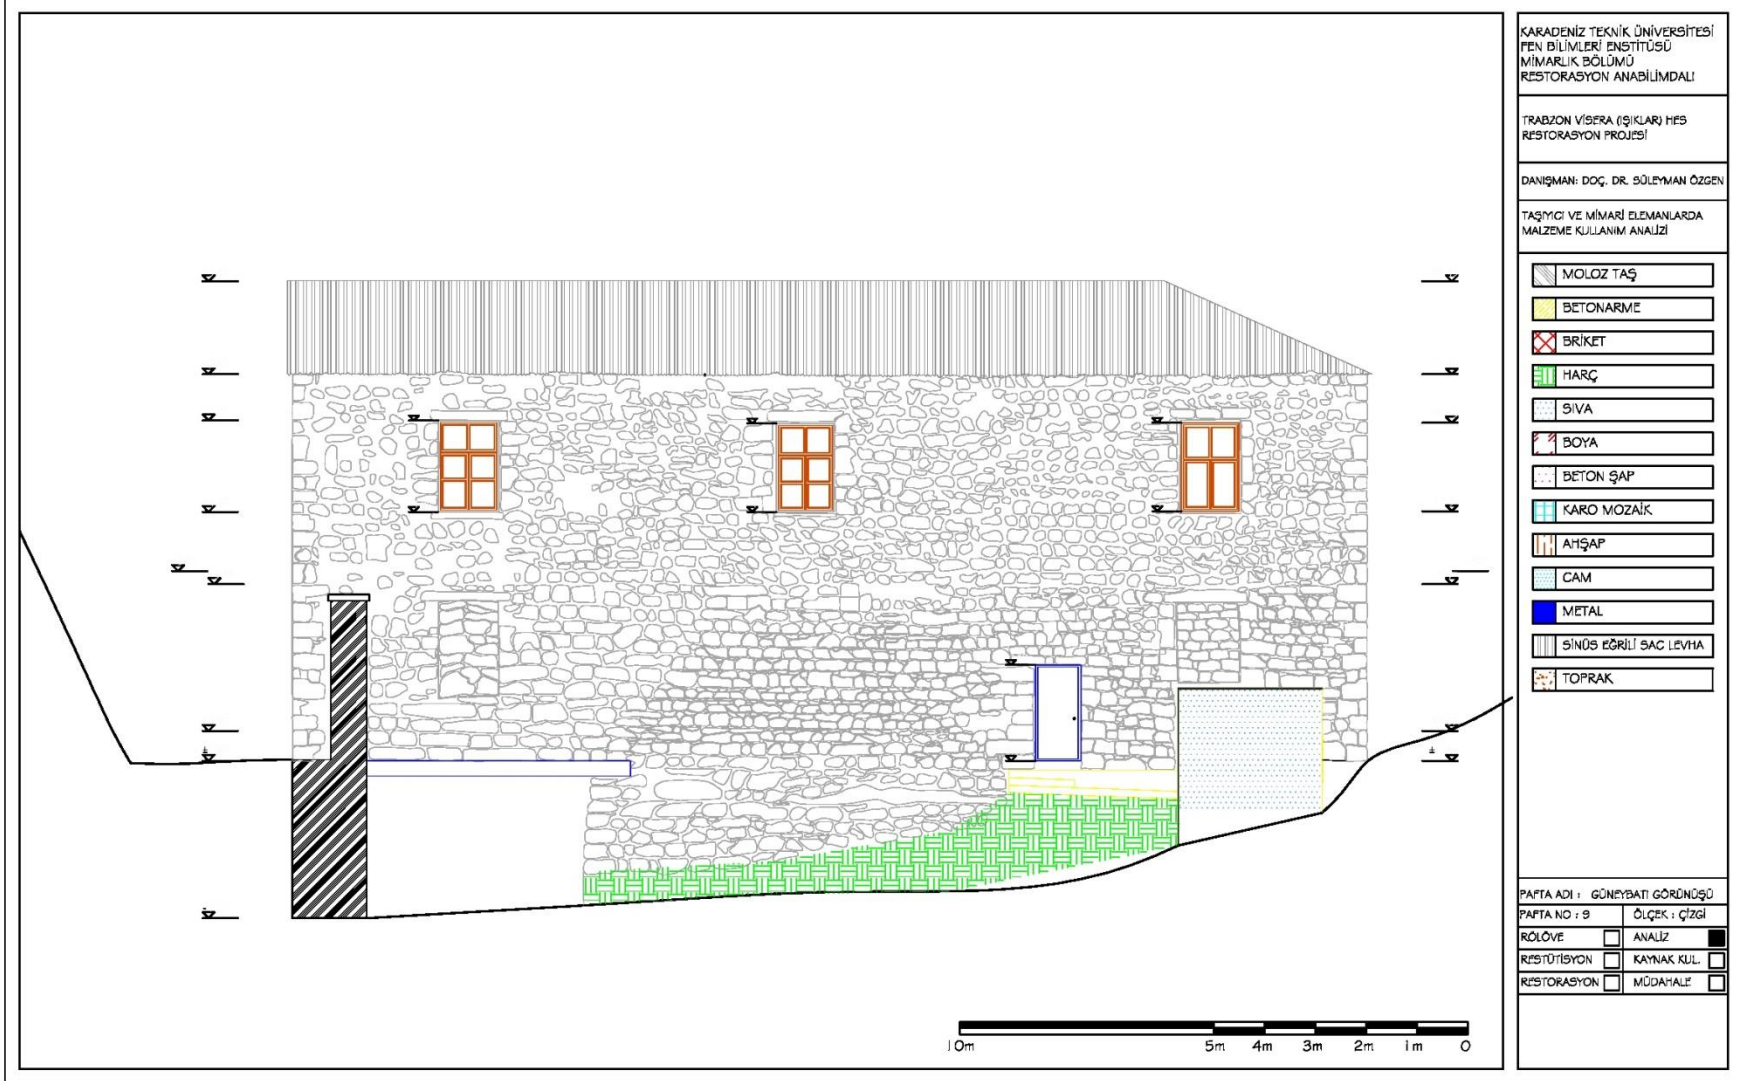 KARADENİZ TEKNİK ÜNİVERSİTESİ
FEN BİLİMLERİ ENSTİTÜSÜ
MİMARLIK BÖLÜMÜ
RESTORASYON ANABİLİMDALI
TRABZON VİSERA (IŞIKLAR) HES
RESTORASYON PROJESİ
DANIŞMAN: DOÇ. DR. SÜLEYMAN ÖZGEN
TAŞIYICI VE MİMARİ ELEMANLARDA
MALZEME KULLANIM ANALİZİ
MOLOZ TAŞ
BETONARME
BRİKET
HARÇ
SIVA
BOYA
BETON ŞAP
KARO MOZAİK
AHŞAP
CAM
METAL
SİNÜS EĞRİLİ SAC LEVHA
TOPRAK
PAFTA ADI : GÜNEYBATI GÖRÜNÜŞÜ
PAFTA NO : 9 ÖLÇEK : ÇİZGİ
RÖLÖVE ANALİZ
RESTÜTİSYON KAYNAK KUL.
RESTORASYON MÜDAHALE
10m 5m 4m 3m 2m 1m 0